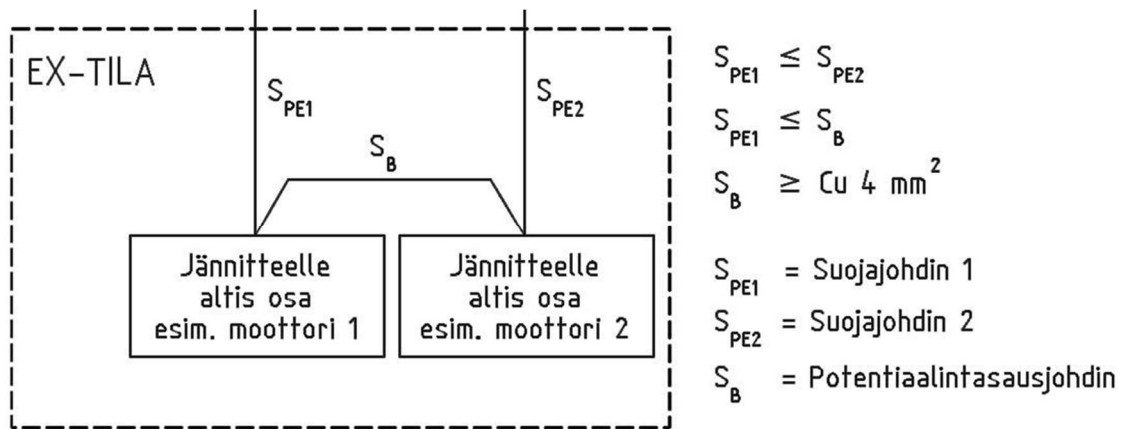 EX-TILA
S_PE1
S_PE2
S_B
Jännitteelle
altis osa
esim. moottori 1
Jännitteelle
altis osa
esim. moottori 2
S_PE1 ≤ S_PE2
S_PE1 ≤ S_B
S_B ≥ Cu 4 mm²
S_PE1 = Suojajohdin 1
S_PE2 = Suojajohdin 2
S_B = Potentiaalintasausjohdin